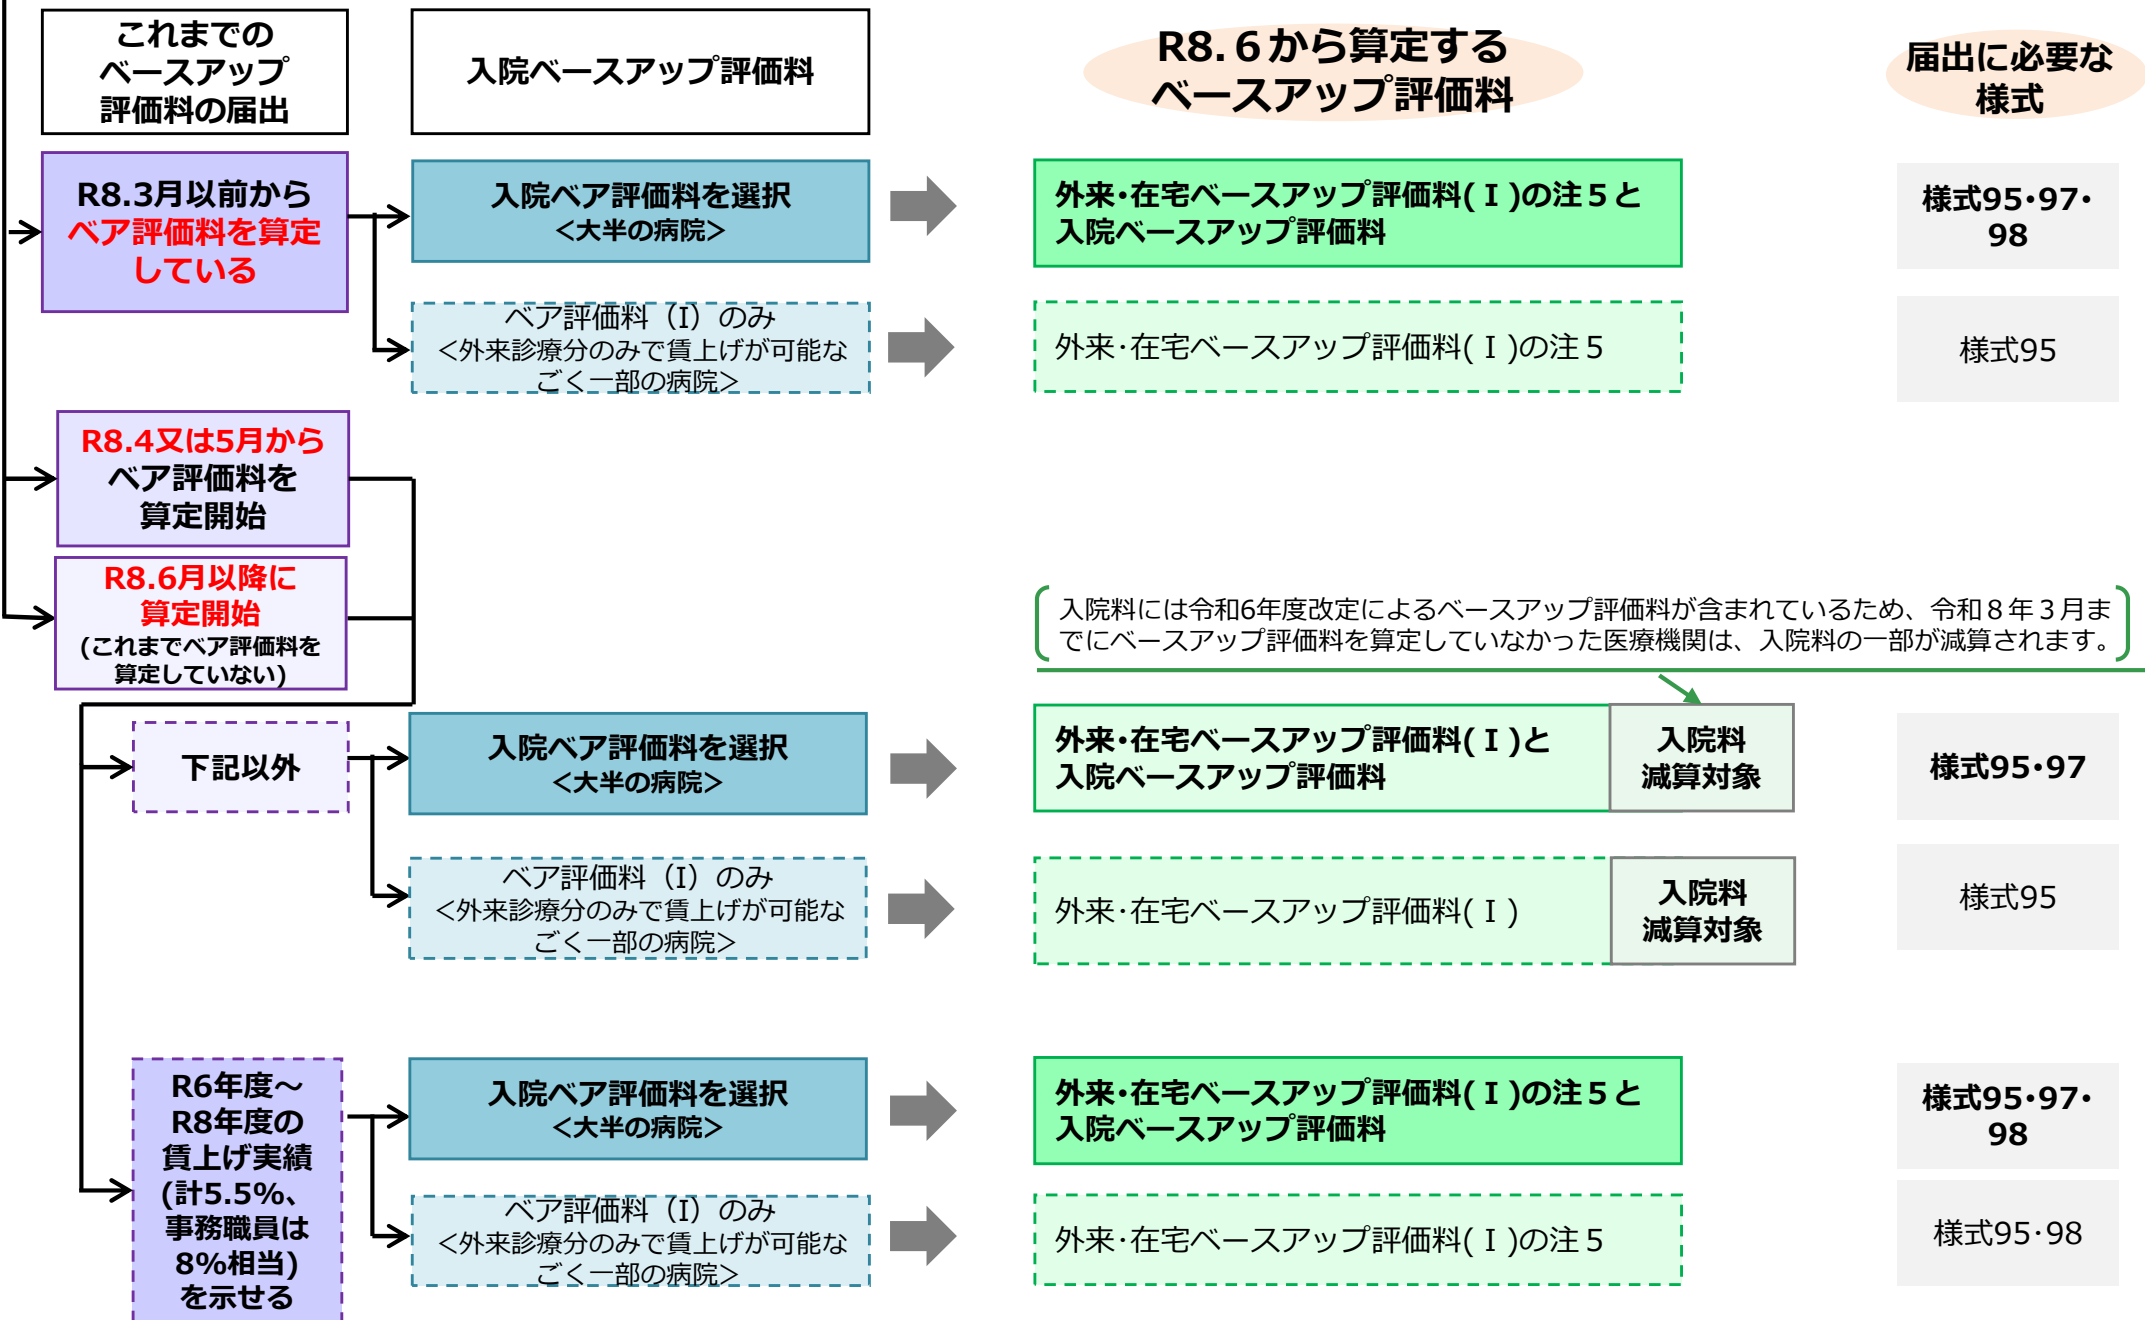 これまでの
ベースアップ
評価料の届出
入院ベースアップ評価料
R8.６から算定する
ベースアップ評価料
届出に必要な
様式
R8.3月以前から
ベア評価料を算定
している
入院ベア評価料を選択
<大半の病院>
外来･在宅ベースアップ評価料(Ⅰ)の注５と
入院ベースアップ評価料
様式95･97･
98
ベア評価料（I）のみ
<外来診療分のみで賃上げが可能な
ごく一部の病院>
外来･在宅ベースアップ評価料(Ⅰ)の注５
様式95
R8.4又は5月から
ベア評価料を
算定開始
R8.6月以降に
算定開始
(これまでベア評価料を
算定していない)
入院料には令和6年度改定によるベースアップ評価料が含まれているため、令和８年３月ま
でにベースアップ評価料を算定していなかった医療機関は、入院料の一部が減算されます。
下記以外
入院ベア評価料を選択
<大半の病院>
外来･在宅ベースアップ評価料(Ⅰ)と
入院ベースアップ評価料
入院料
減算対象
様式95･97
ベア評価料（I）のみ
<外来診療分のみで賃上げが可能な
ごく一部の病院>
外来･在宅ベースアップ評価料(Ⅰ)
入院料
減算対象
様式95
R6年度～
R8年度の
賃上げ実績
(計5.5%、
事務職員は
8%相当)
を示せる
入院ベア評価料を選択
<大半の病院>
外来･在宅ベースアップ評価料(Ⅰ)の注５と
入院ベースアップ評価料
様式95･97･
98
ベア評価料（I）のみ
<外来診療分のみで賃上げが可能な
ごく一部の病院>
外来･在宅ベースアップ評価料(Ⅰ)の注５
様式95･98